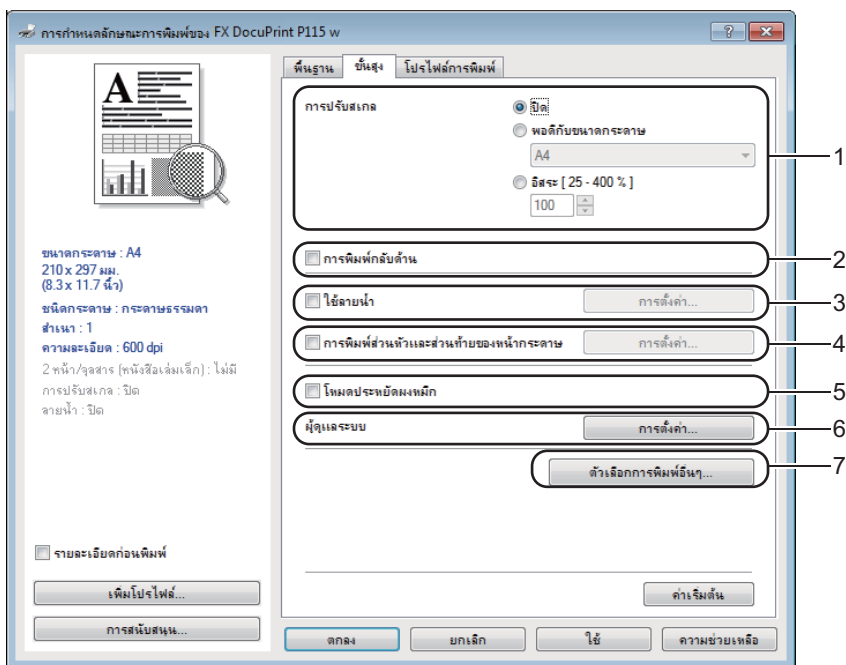 การกำหนดลักษณะการพิมพ์ของ FX DocuPrint P115 w
พื้นฐาน ขั้นสูง โปรไฟล์การพิมพ์
A
ขนาดกระดาษ : A4
210 x 297 มม.
(8.3 x 11.7 นิ้ว)
ชนิดกระดาษ : กระดาษธรรมดา
สำเนา : 1
ความละเอียด : 600 dpi
2 หน้า/จุลสาร (หนังสือเล่มเล็ก) : ไม่มี
การปรับสเกล : ปิด
ลายน้ำ : ปิด
รายละเอียดก่อนพิมพ์
เพิ่มโปรไฟล์...
การสนับสนุน...
การปรับสเกล
ปิด
พอดีกับขนาดกระดาษ
A4
อิสระ [ 25 - 400 % ]
100
1
การพิมพ์กลับด้าน
2
ใช้ลายน้ำ การตั้งค่า...
3
การพิมพ์ส่วนหัวและส่วนท้ายของหน้ากระดาษ การตั้งค่า...
4
โหมดประหยัดผงหมึก
5
ผู้ดูแลระบบ การตั้งค่า...
6
ตัวเลือกการพิมพ์อื่นๆ...
7
ค่าเริ่มต้น
ตกลง ยกเลิก ใช้ ความช่วยเหลือ